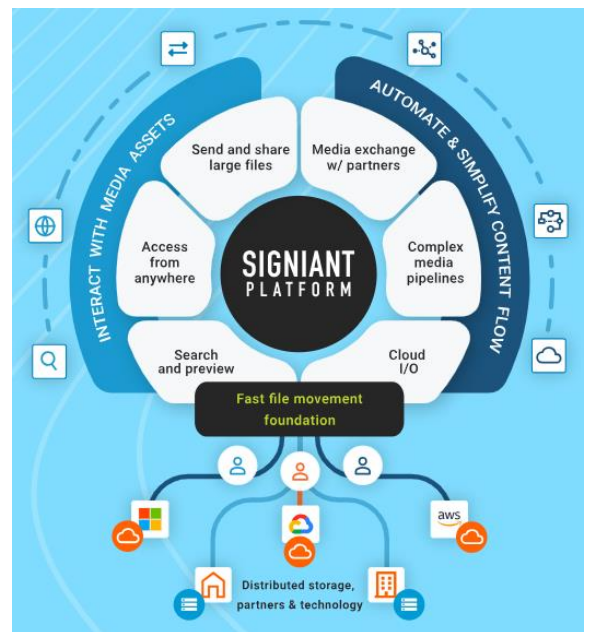 INTERACT WITH MEDIA ASSETS
AUTOMATE & SIMPLIFY CONTENT FLOW
Send and share
large files
Media exchange
w/ partners
Access
from
anywhere
SIGNIANT
PLATFORM
Complex
media
pipelines
Search
and preview
Cloud
I/O
Fast file movement
foundation
aws
Distributed storage,
partners & technology